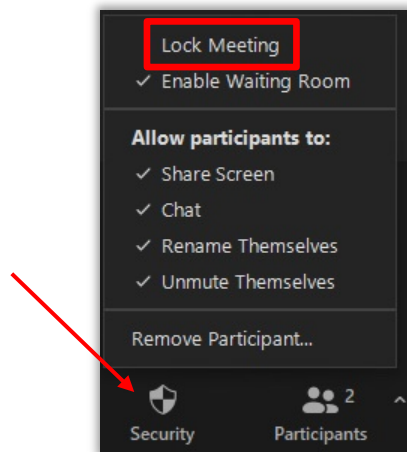 Lock Meeting
Enable Waiting Room
Allow participants to:
Share Screen
Chat
Rename Themselves
Unmute Themselves
Remove Participant...
2
Security Participants